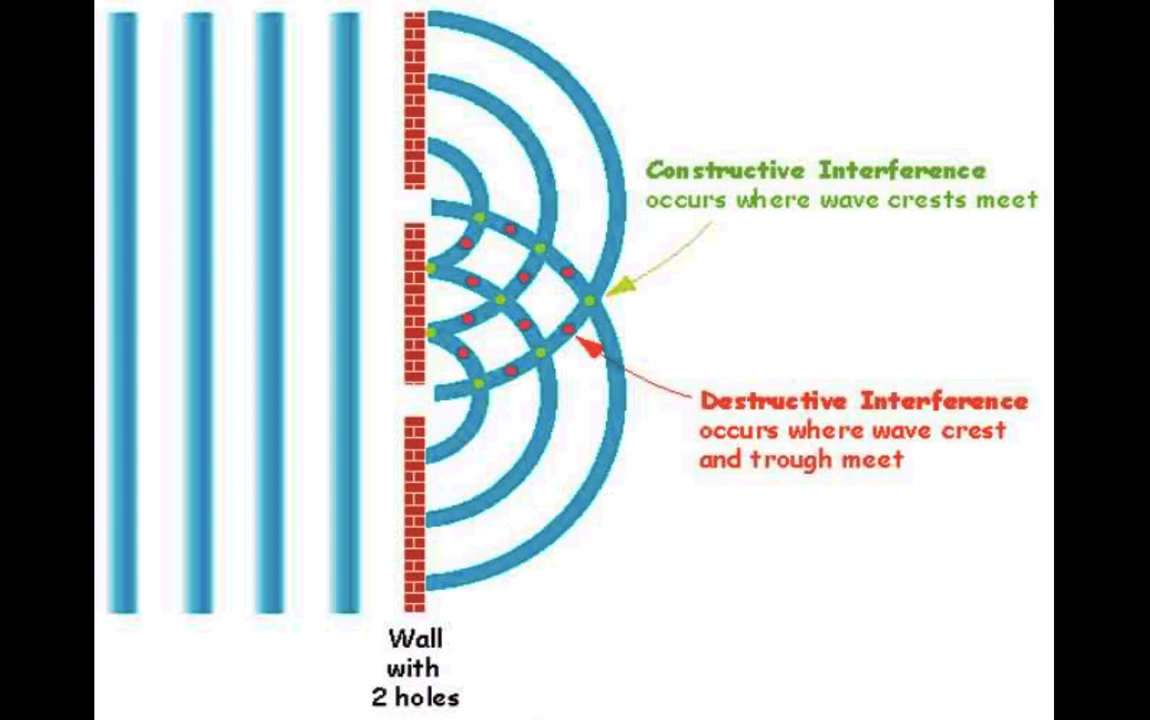 Constructive Interference
occurs where wave crests meet
Destructive Interference
occurs where wave crest
and trough meet
Wall
with
2 holes